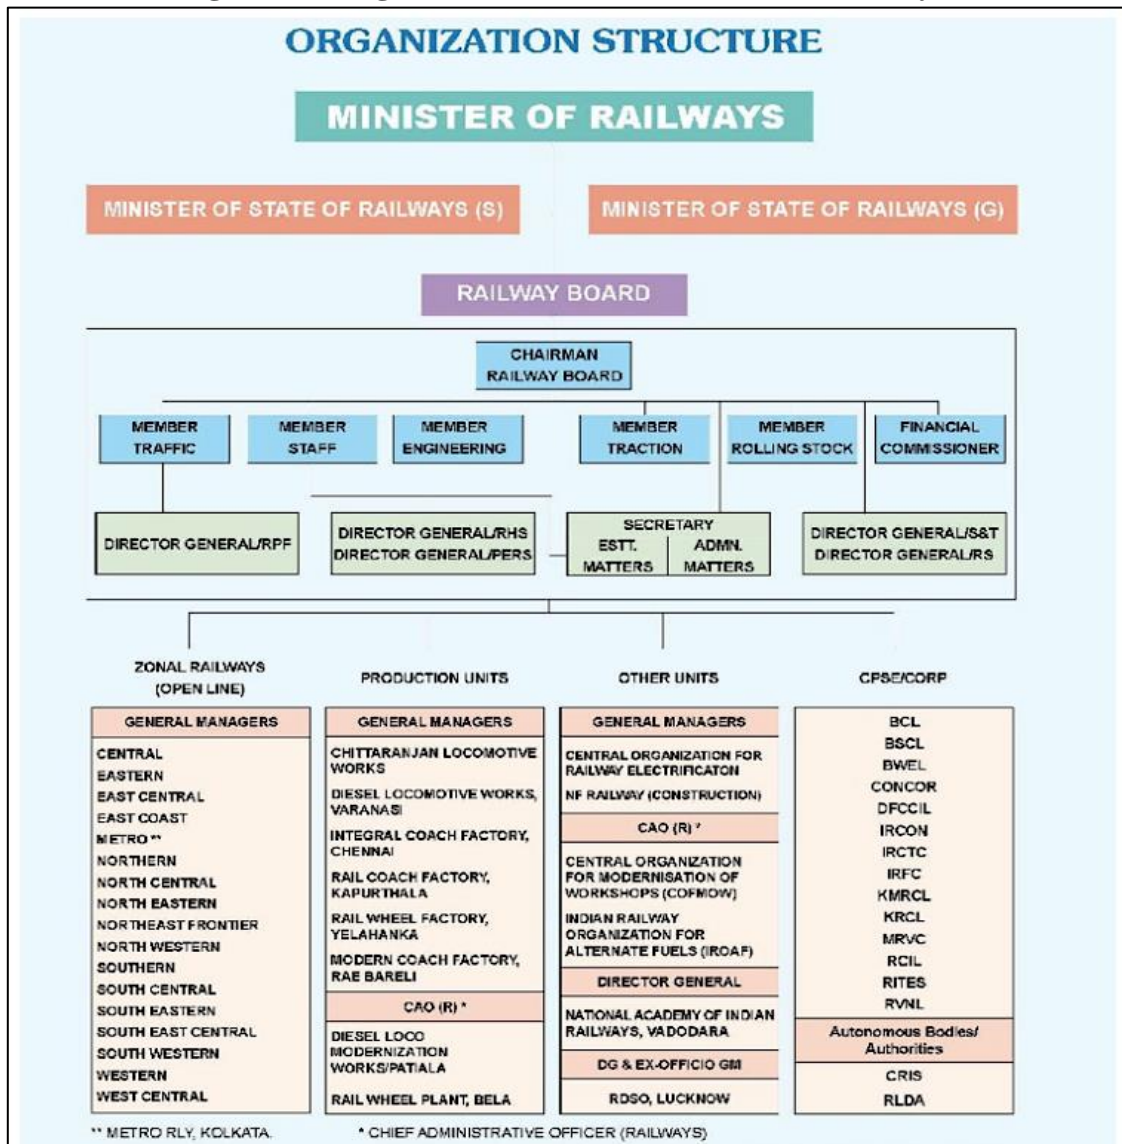 ORGANIZATION STRUCTURE
MINISTER OF RAILWAYS
MINISTER OF STATE OF RAILWAYS (S)
MINISTER OF STATE OF RAILWAYS (G)
RAILWAY BOARD
CHAIRMAN
RAILWAY BOARD
MEMBER
TRAFFIC
MEMBER
STAFF
MEMBER
ENGINEERING
MEMBER
TRACTION
MEMBER
ROLLING STOCK
FINANCIAL
COMMISSIONER
DIRECTOR GENERAL/RPF
DIRECTOR GENERAL/RHS
DIRECTOR GENERAL/PERS
SECRETARY
ESTT.
MATTERS
ADMN.
MATTERS
DIRECTOR GENERAL/S&T
DIRECTOR GENERAL/RS
ZONAL RAILWAYS
(OPEN LINE)
GENERAL MANAGERS
CENTRAL
EASTERN
EAST CENTRAL
EAST COAST
METRO **
NORTHERN
NORTH CENTRAL
NORTH EASTERN
NORTHEAST FRONTIER
NORTH WESTERN
SOUTHERN
SOUTH CENTRAL
SOUTH EASTERN
SOUTH EAST CENTRAL
SOUTH WESTERN
WESTERN
WEST CENTRAL
PRODUCTION UNITS
GENERAL MANAGERS
CHITTARANJAN LOCOMOTIVE
WORKS
DIESEL LOCOMOTIVE WORKS,
VARANASI
INTEGRAL COACH FACTORY,
CHENNAI
RAIL COACH FACTORY,
KAPURTHALA
RAIL WHEEL FACTORY,
YELAHANKA
MODERN COACH FACTORY,
RAE BARELI
CAO (R) *
DIESEL LOCO
MODERNIZATION
WORKS/PATIALA
RAIL WHEEL PLANT, BELA
OTHER UNITS
GENERAL MANAGERS
CENTRAL ORGANIZATION FOR
RAILWAY ELECTRIFICATON
NF RAILWAY (CONSTRUCTION)
CAO (R) *
CENTRAL ORGANIZATION
FOR MODERNISATION OF
WORKSHOPS (COFMOW)
INDIAN RAILWAY
ORGANIZATION FOR
ALTERNATE FUELS (IROAF)
DIRECTOR GENERAL
NATIONAL ACADEMY OF INDIAN
RAILWAYS, VADODARA
DG & EX-OFFICIO GM
RDSO, LUCKNOW
CPSE/CORP
BCL
BSCL
BWEL
CONCOR
DFCCIL
IRCON
IRCTC
IRFC
KMRCL
KRCL
MRVC
RCIL
RITES
RVNL
Autonomous Bodies/
Authorities
CRIS
RLDA
** METRO RLY, KOLKATA.
* CHIEF ADMINISTRATIVE OFFICER (RAILWAYS)